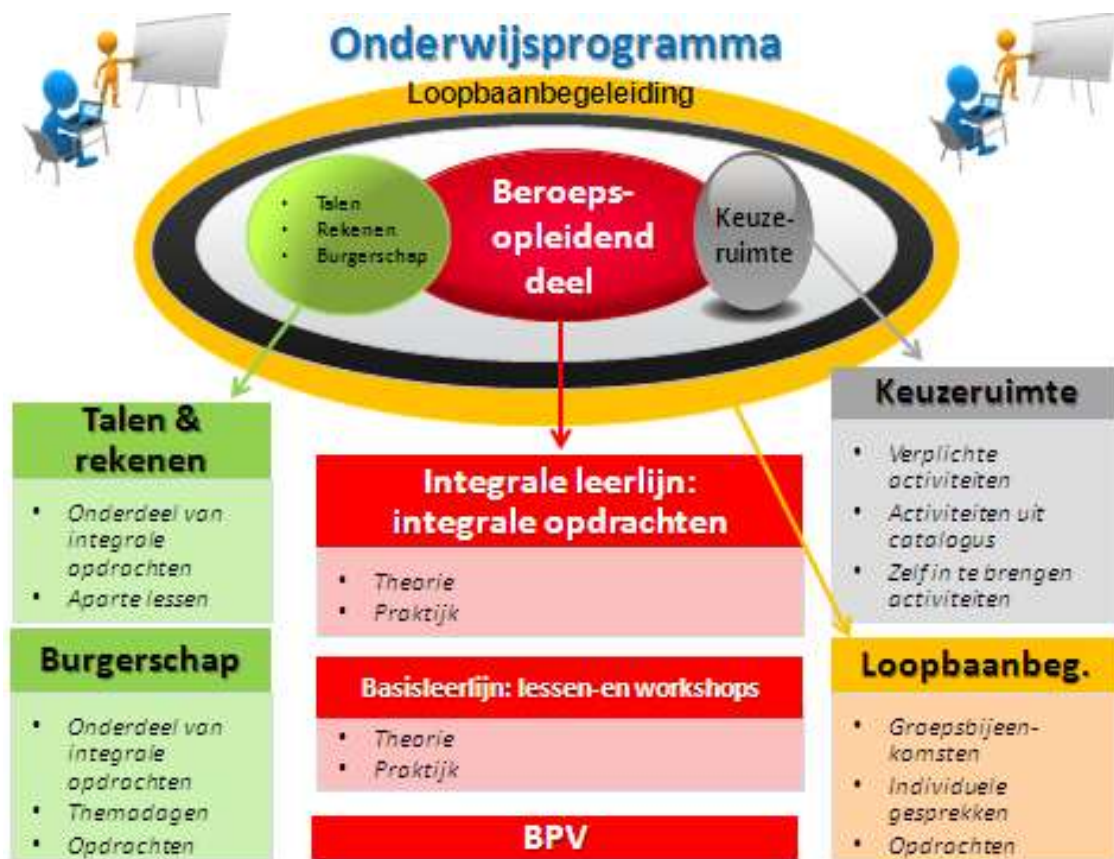 Onderwijsprogramma
Loopbaanbegeleiding
• Talen
• Rekenen
• Burgerschap
Beroeps-
opleidend
deel
Keuze-
ruimte
Talen &
rekenen
• Onderdeel van
integrale
opdrachten
• Aparte lessen
Burgerschap
• Onderdeel van
integrale
opdrachten
• Themadagen
• Opdrachten
Integrale leerlijn:
integrale opdrachten
• Theorie
• Praktijk
Basisleerlijn: lessen-en workshops
• Theorie
• Praktijk
BPV
Keuzeruimte
• Verplichte
activiteiten
• Activiteiten uit
catalogus
• Zelf in te brengen
activiteiten
Loopbaanbeg.
• Groepsbijeen-
komsten
• Individuele
gesprekken
• Opdrachten